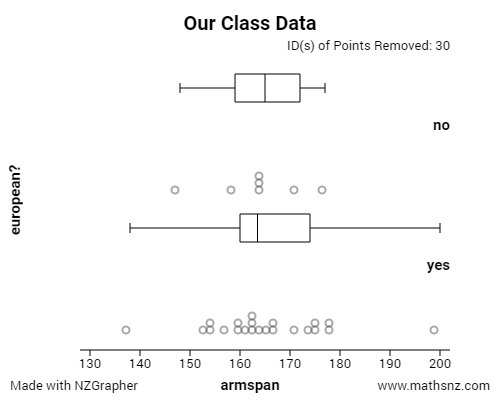 Our Class Data
ID(s) of Points Removed: 30
no
european?
yes
130 140 150 160 170 180 190 200
Made with NZGrapher armspan www.mathsnz.com